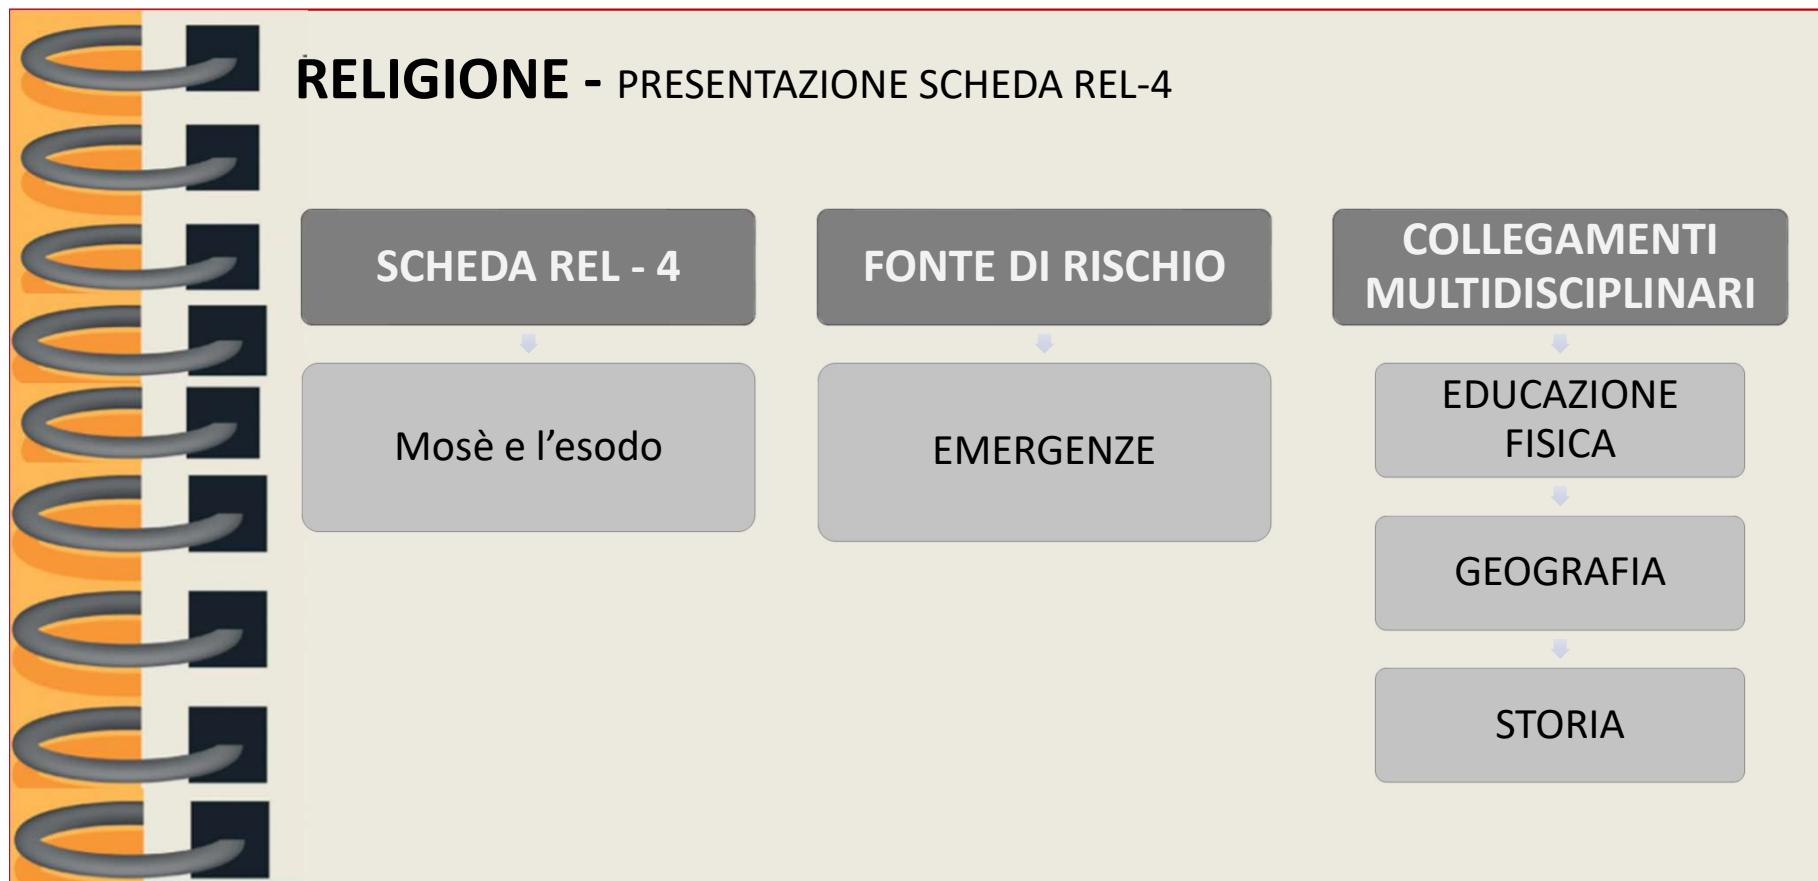 RELIGIONE - PRESENTAZIONE SCHEDA REL-4
SCHEDA REL - 4
Mosè e l’esodo
FONTE DI RISCHIO
EMERGENZE
COLLEGAMENTI
MULTIDISCIPLINARI
EDUCAZIONE
FISICA
GEOGRAFIA
STORIA